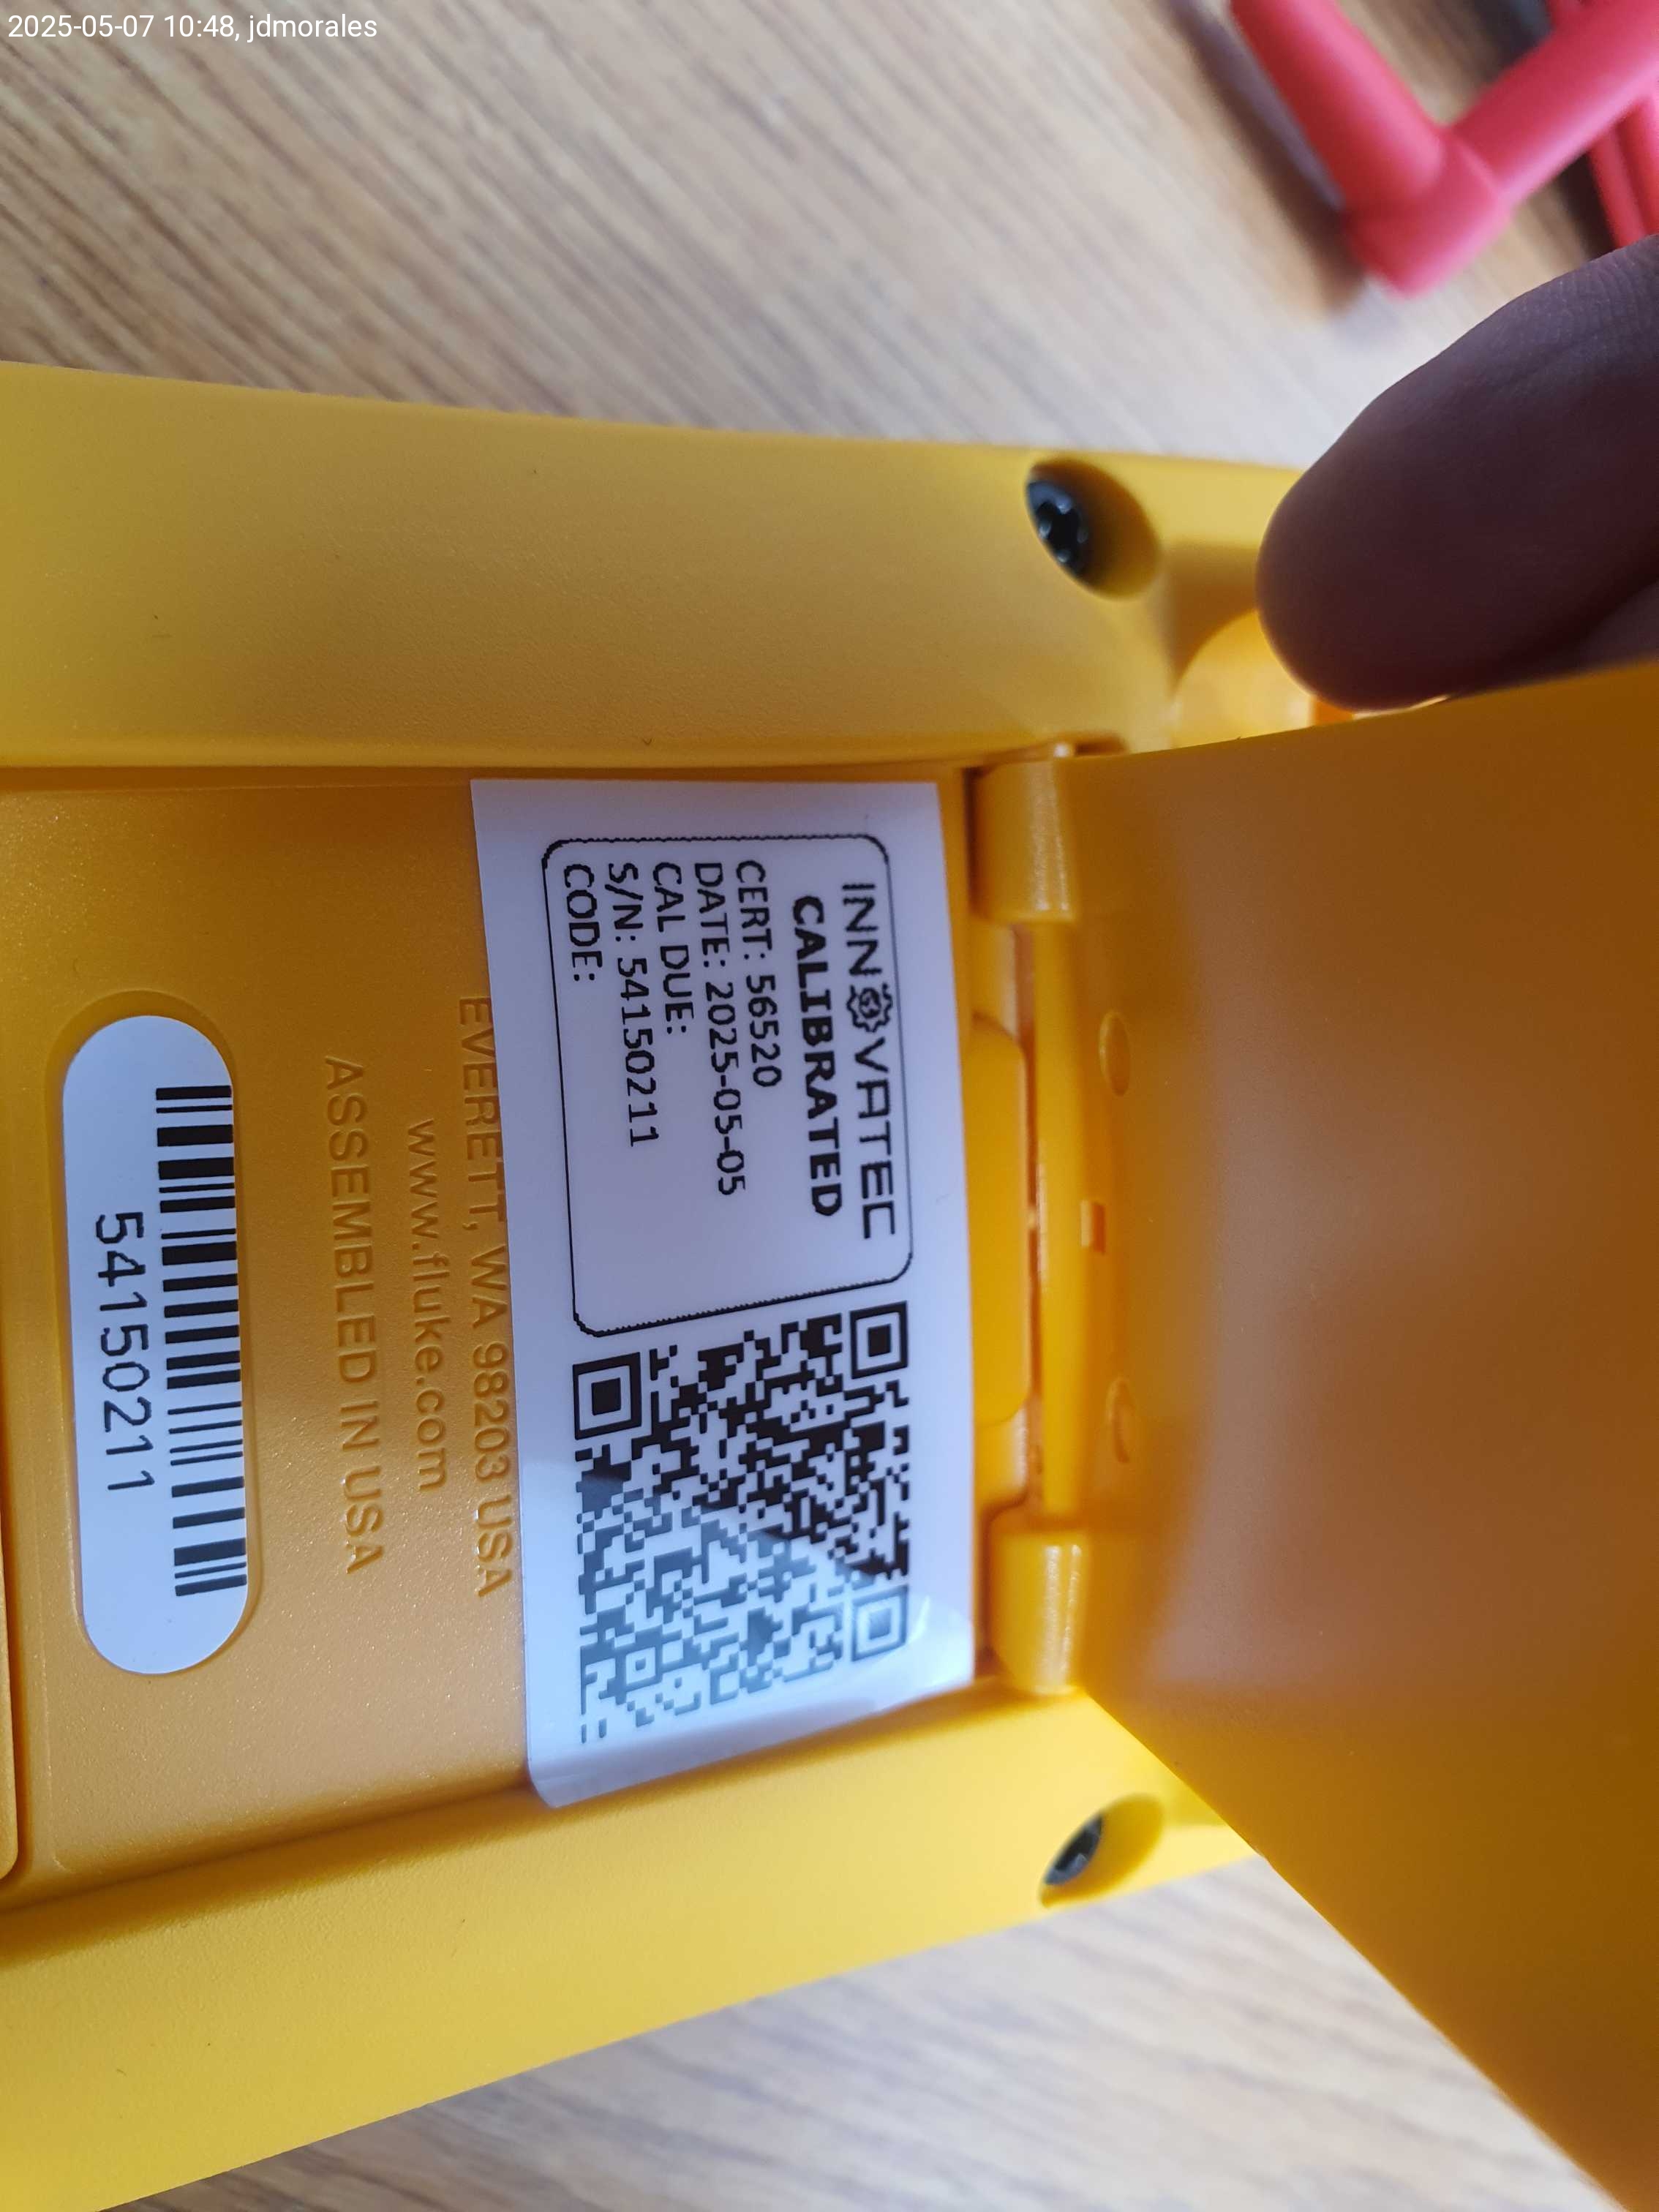 2025-05-07 10:48, jdmorales
INNOVATEC
CALIBRATED
CERT: 56520
DATE: 2025-05-05
CAL DUE:
S/N: 54150211
CODE:
EVERETT, WA 98203 USA
www.fluke.com
ASSEMBLED IN USA
54150211